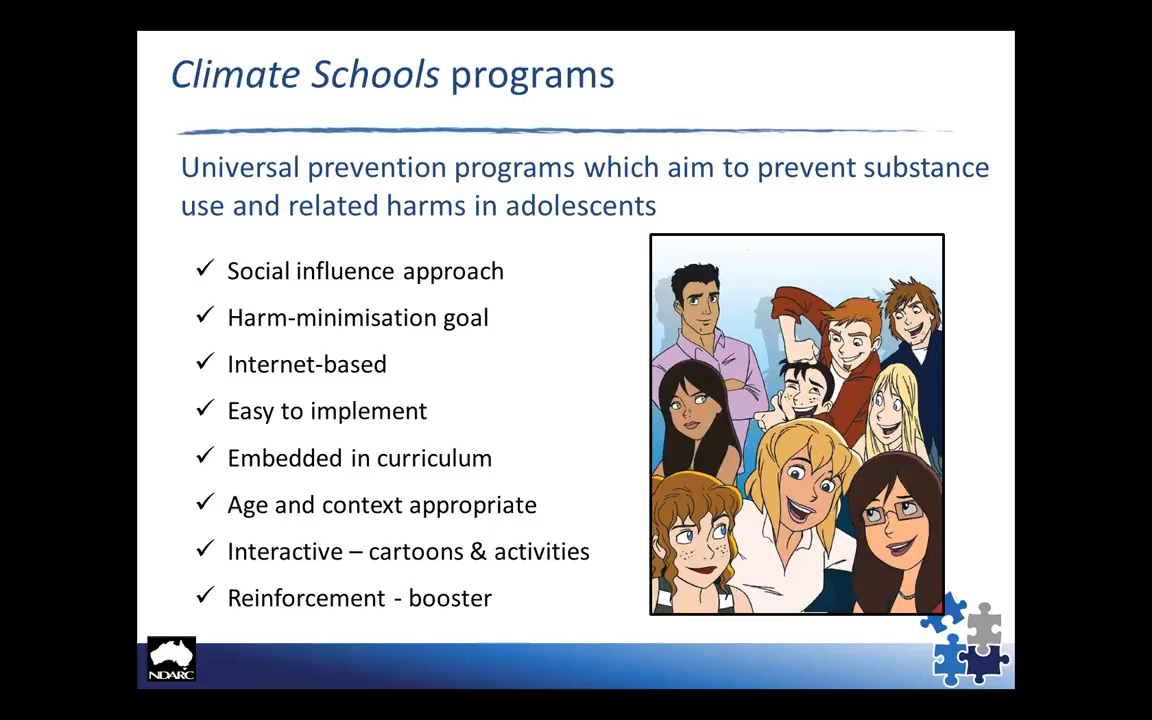 Climate Schools programs
Universal prevention programs which aim to prevent substance
use and related harms in adolescents
✓ Social influence approach
✓ Harm-minimisation goal
✓ Internet-based
✓ Easy to implement
✓ Embedded in curriculum
✓ Age and context appropriate
✓ Interactive – cartoons & activities
✓ Reinforcement - booster
NDARC